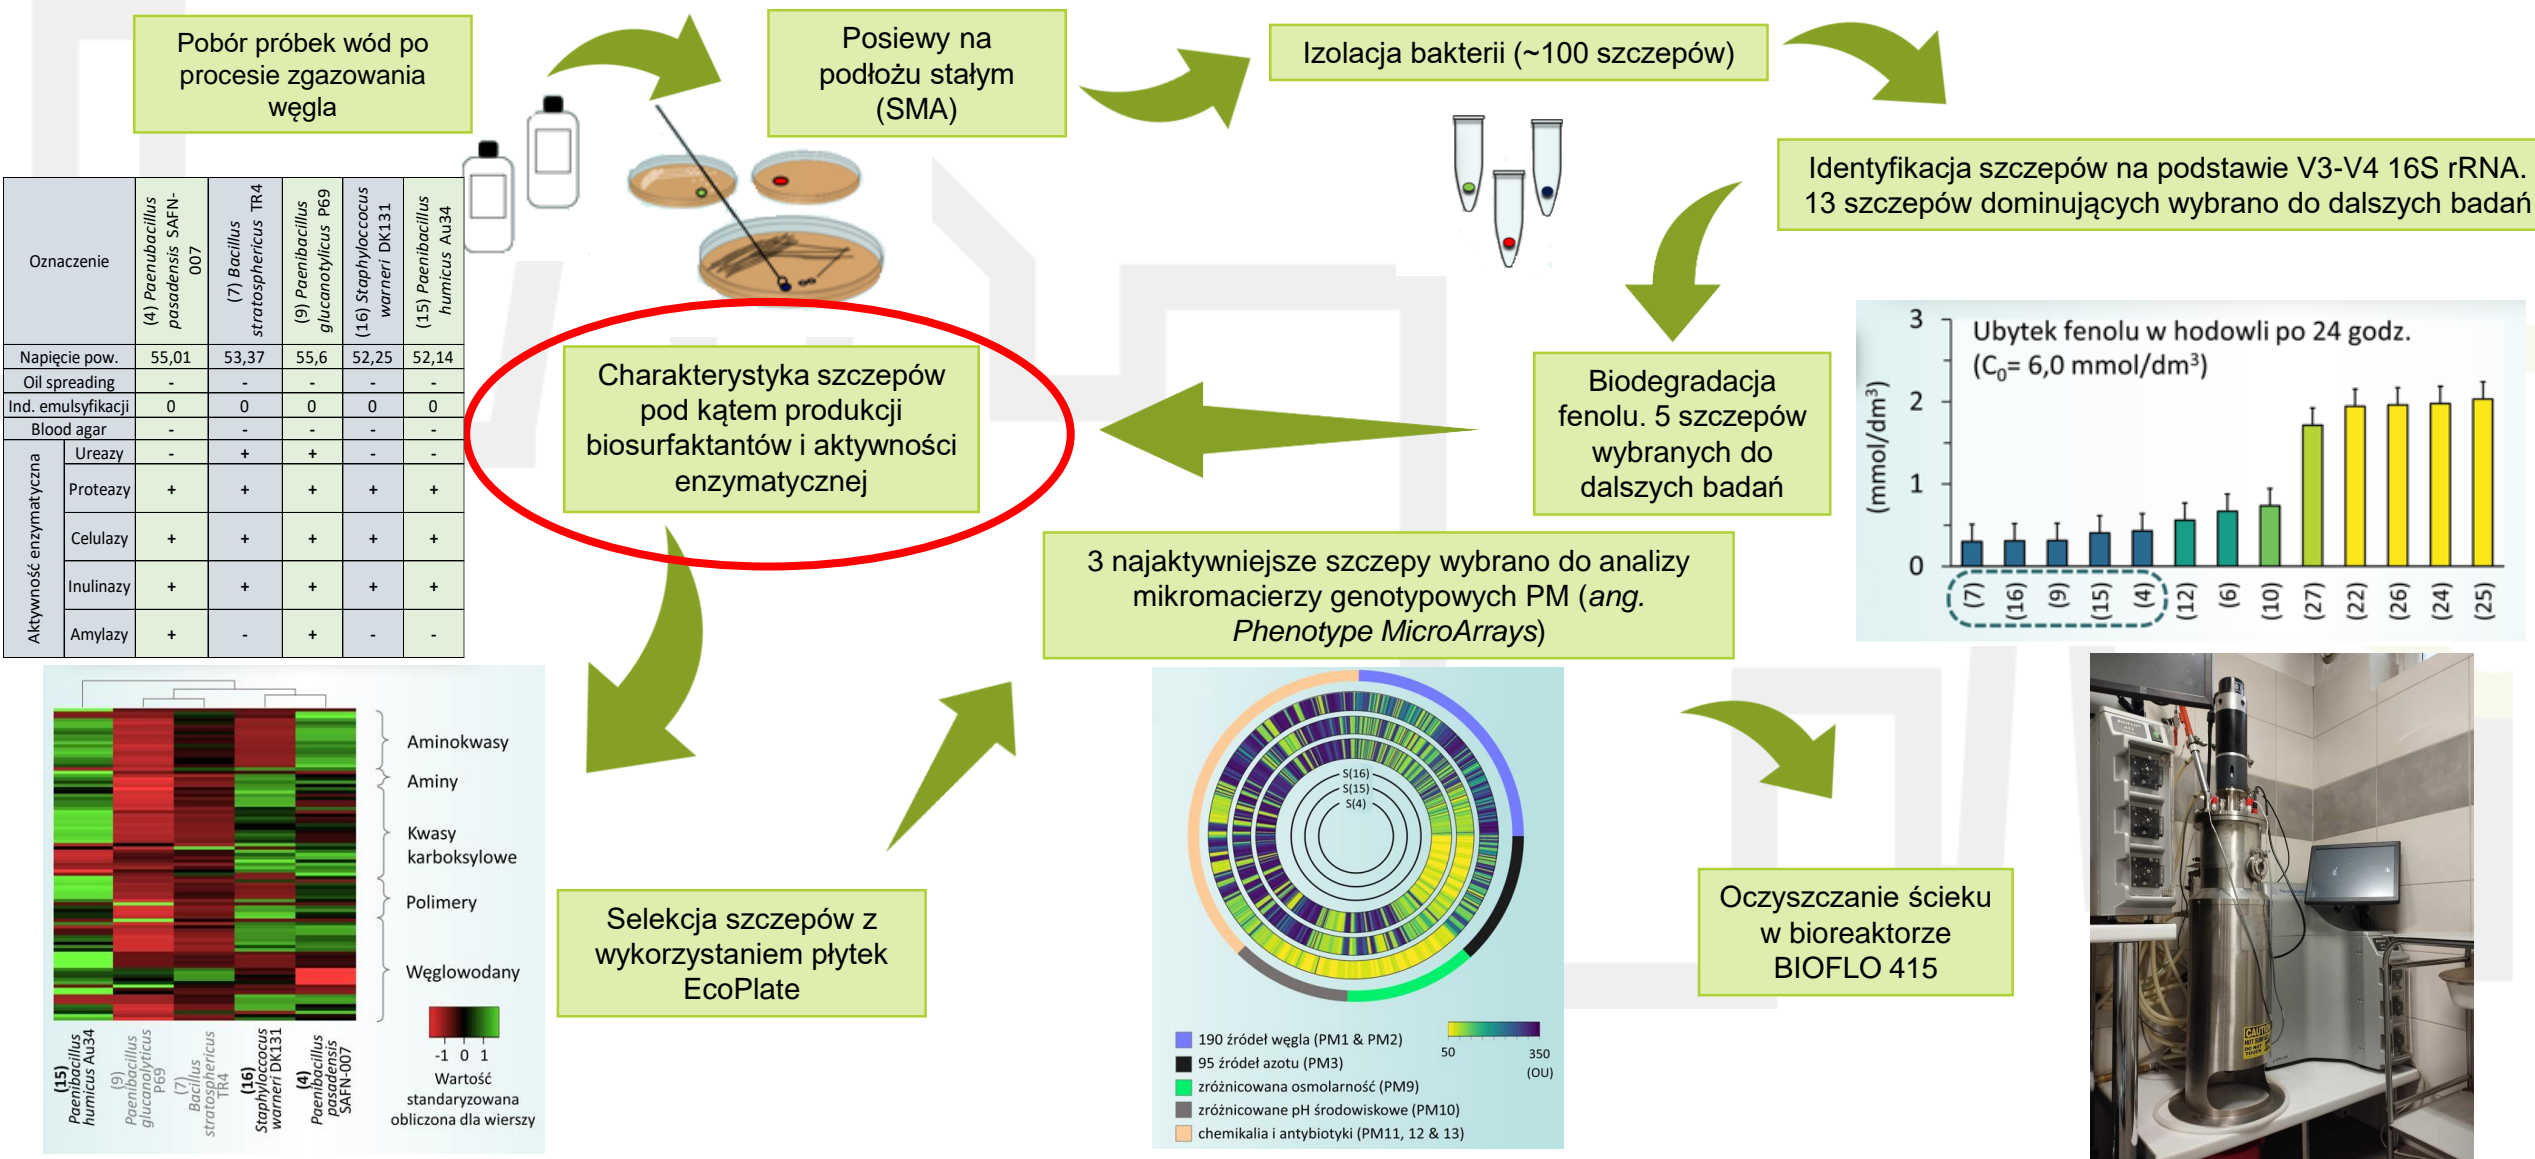 Pobór próbek wód po
procesie zgazowania
węgla
Posiewy na
podłożu stałym
(SMA)
Izolacja bakterii (~100 szczepów)
Identyfikacja szczepów na podstawie V3-V4 16S rRNA.
13 szczepów dominujących wybrano do dalszych badań
Oznaczenie
(4) Paenubacillus
pasadensis SAFN-
007
(7) Bacillus
stratosphericus TR4
(9) Paenibacillus
glucanotylicus P69
(16) Staphyloccocus
warneri DK131
(15) Paenibacillus
humicus Au34
Napięcie pow. 55,01 53,37 55,6 52,25 52,14
Oil spreading - - - - -
Ind. emulsyfikacji 0 0 0 0 0
Blood agar - - - - -
Aktywność enzymatyczna
Ureazy - + + - -
Proteazy + + + + +
Celulazy + + + + +
Inulinazy + + + + +
Amylazy + - + - -
Charakterystyka szczepów
pod kątem produkcji
biosurfaktantów i aktywności
enzymatycznej
Biodegradacja
fenolu. 5 szczepów
wybranych do
dalszych badań
Ubytek fenolu w hodowli po 24 godz.
(C0= 6,0 mmol/dm³)
(mmol/dm³)
3
2
1
0
(7) (16) (9) (15) (4) (12) (6) (10) (27) (22) (26) (24) (25)
3 najaktywniejsze szczepy wybrano do analizy
mikromacierzy genotypowych PM (ang.
Phenotype MicroArrays)
Aminokwasy
Aminy
Kwasy
karboksylowe
Polimery
Węglowodany
-1 0 1
Wartość
standaryzowana
obliczona dla wierszy
(15)
Paenibacillus
humicus Au34
(9)
Paenibacillus
glucanolyticus
P69
(7)
Bacillus
stratosphericus
TR4
(16)
Staphylococcus
warneri DK131
(4)
Paenibacillus
pasadensis
SAFN-007
Selekcja szczepów z
wykorzystaniem płytek
EcoPlate
S(16)
S(15)
S(4)
190 źródeł węgla (PM1 & PM2)
95 źródeł azotu (PM3)
zróżnicowana osmolarność (PM9)
zróżnicowane pH środowiskowe (PM10)
chemikalia i antybiotyki (PM11, 12 & 13)
50 350
(OU)
Oczyszczanie ścieku
w bioreaktorze
BIOFLO 415
CAUTION
HOT SURFACE
DO NOT
TOUCH